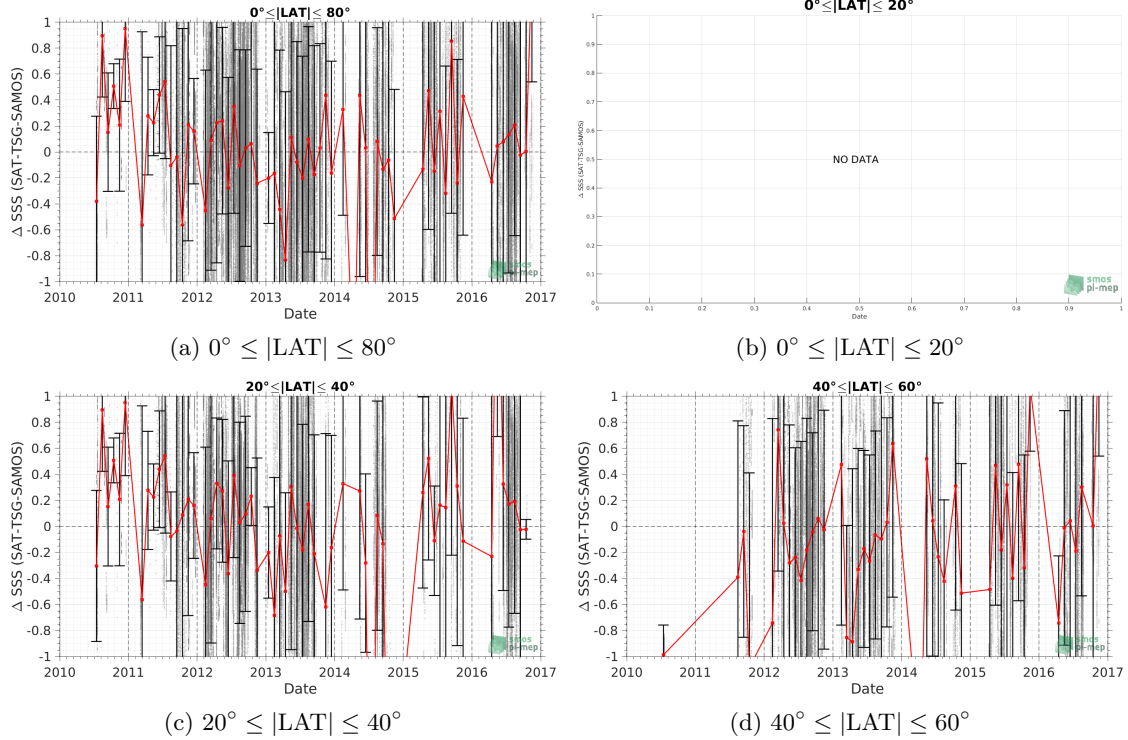 0°≤|LAT|≤ 80°
Δ SSS (SAT-TSG-SAMOS)
1
0.8
0.6
0.4
0.2
0
-0.2
-0.4
-0.6
-0.8
-1
2010 2011 2012 2013 2014 2015 2016 2017
Date
smos
pi-mep
(a) 0° ≤ |LAT| ≤ 80°
0°≤|LAT|≤ 20°
Δ SSS (SAT-TSG-SAMOS)
1
0.9
0.8
0.7
0.6
0.5
0.4
0.3
0.2
0.1
0
NO DATA
0 0.1 0.2 0.3 0.4 0.5 0.6 0.7 0.8 0.9 1
Date
smos
pi-mep
(b) 0° ≤ |LAT| ≤ 20°
20°≤|LAT|≤ 40°
Δ SSS (SAT-TSG-SAMOS)
1
0.8
0.6
0.4
0.2
0
-0.2
-0.4
-0.6
-0.8
-1
2010 2011 2012 2013 2014 2015 2016 2017
Date
smos
pi-mep
(c) 20° ≤ |LAT| ≤ 40°
40°≤|LAT|≤ 60°
Δ SSS (SAT-TSG-SAMOS)
1
0.8
0.6
0.4
0.2
0
-0.2
-0.4
-0.6
-0.8
-1
2010 2011 2012 2013 2014 2015 2016 2017
Date
smos
pi-mep
(d) 40° ≤ |LAT| ≤ 60°